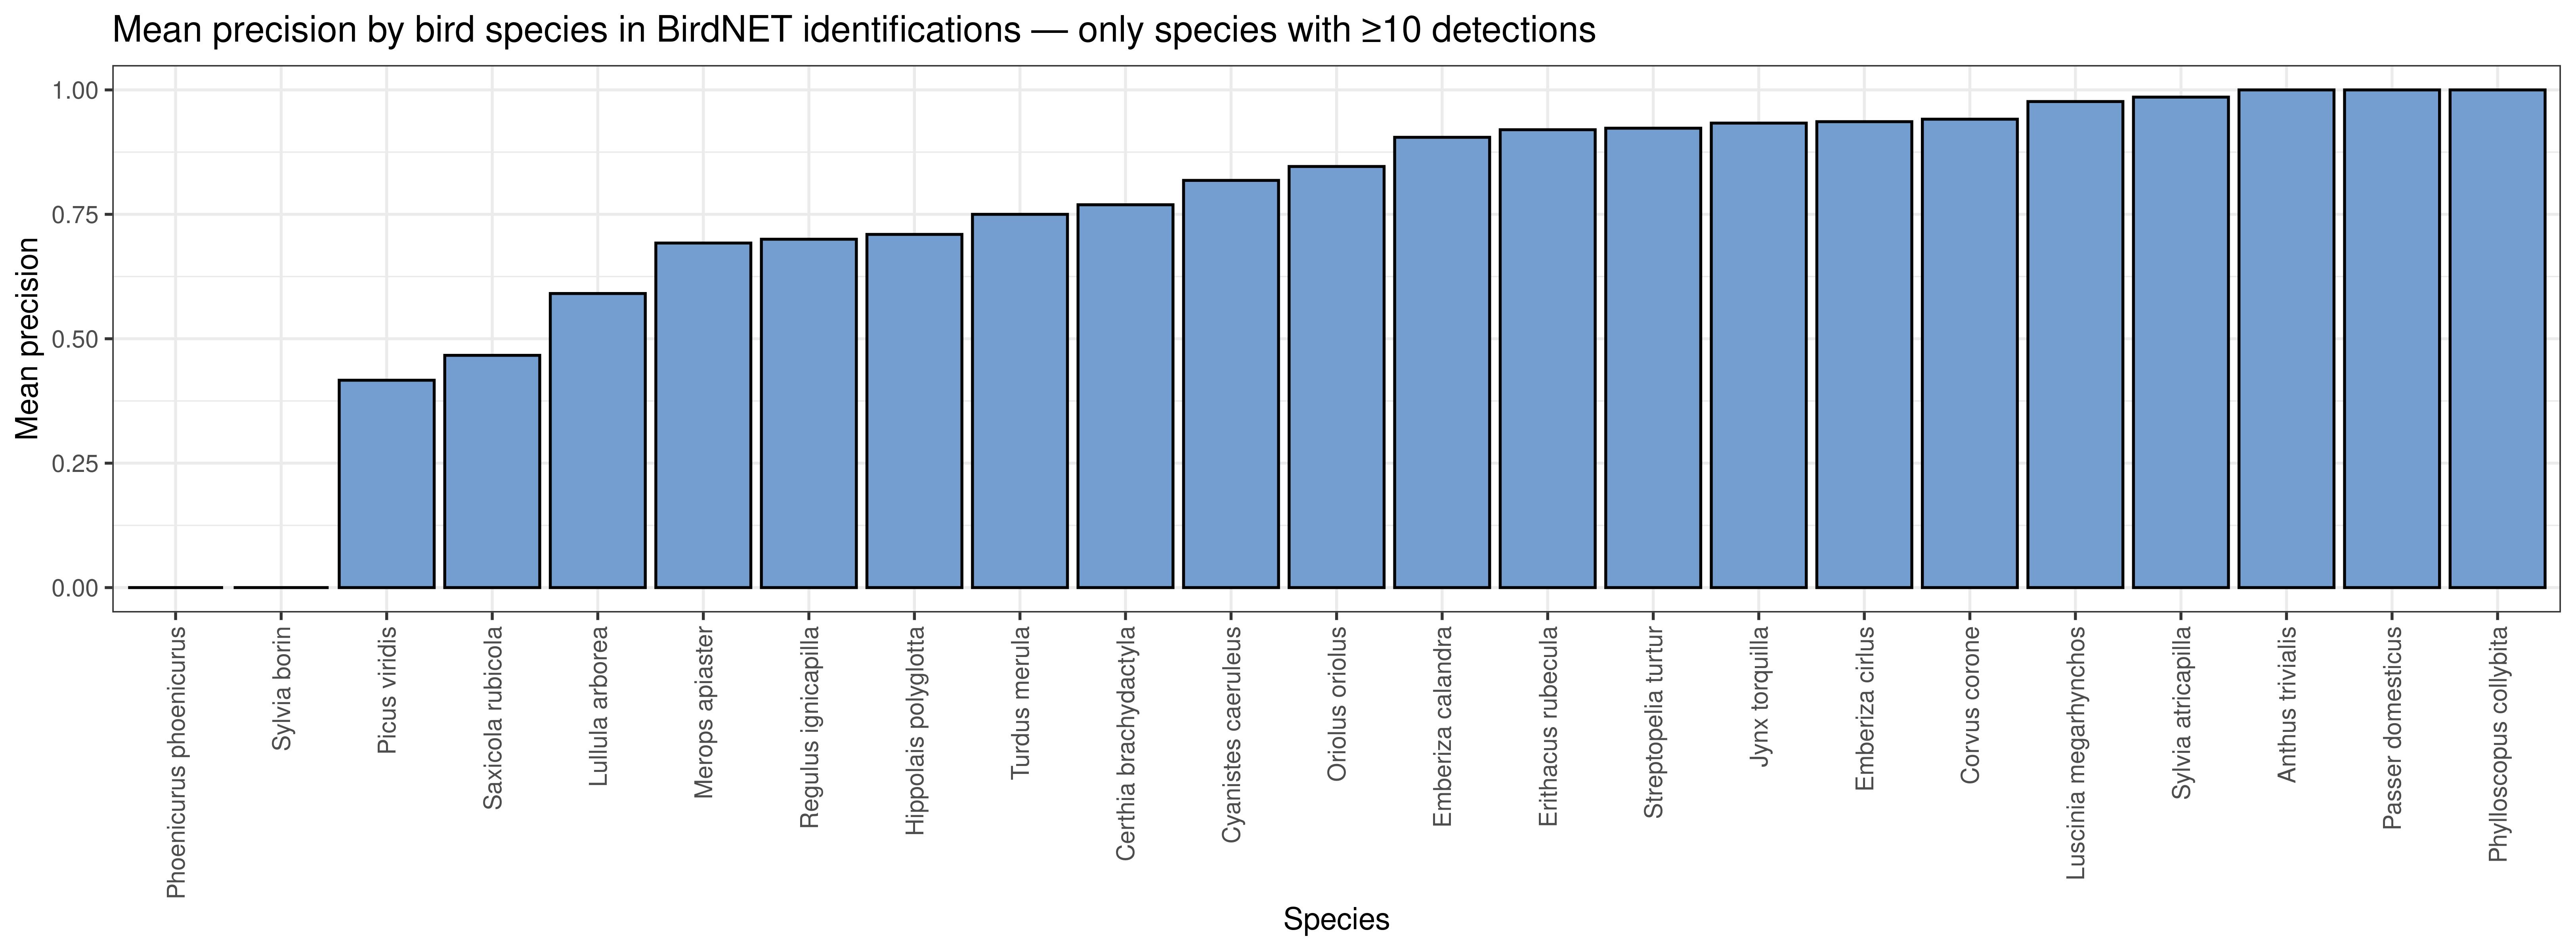 Mean precision by bird species in BirdNET identifications — only species with ≥10 detections
Mean precision
1.00
0.75
0.50
0.25
0.00
Phoenicurus phoenicurus
Sylvia borin
Picus viridis
Saxicola rubicola
Lullula arborea
Merops apiaster
Regulus ignicapilla
Hippolais polyglotta
Turdus merula
Certhia brachydactyla
Cyanistes caeruleus
Oriolus oriolus
Emberiza calandra
Erithacus rubecula
Streptopelia turtur
Jynx torquilla
Emberiza cirlus
Corvus corone
Luscinia megarhynchos
Sylvia atricapilla
Anthus trivialis
Passer domesticus
Phylloscopus collybita
Species